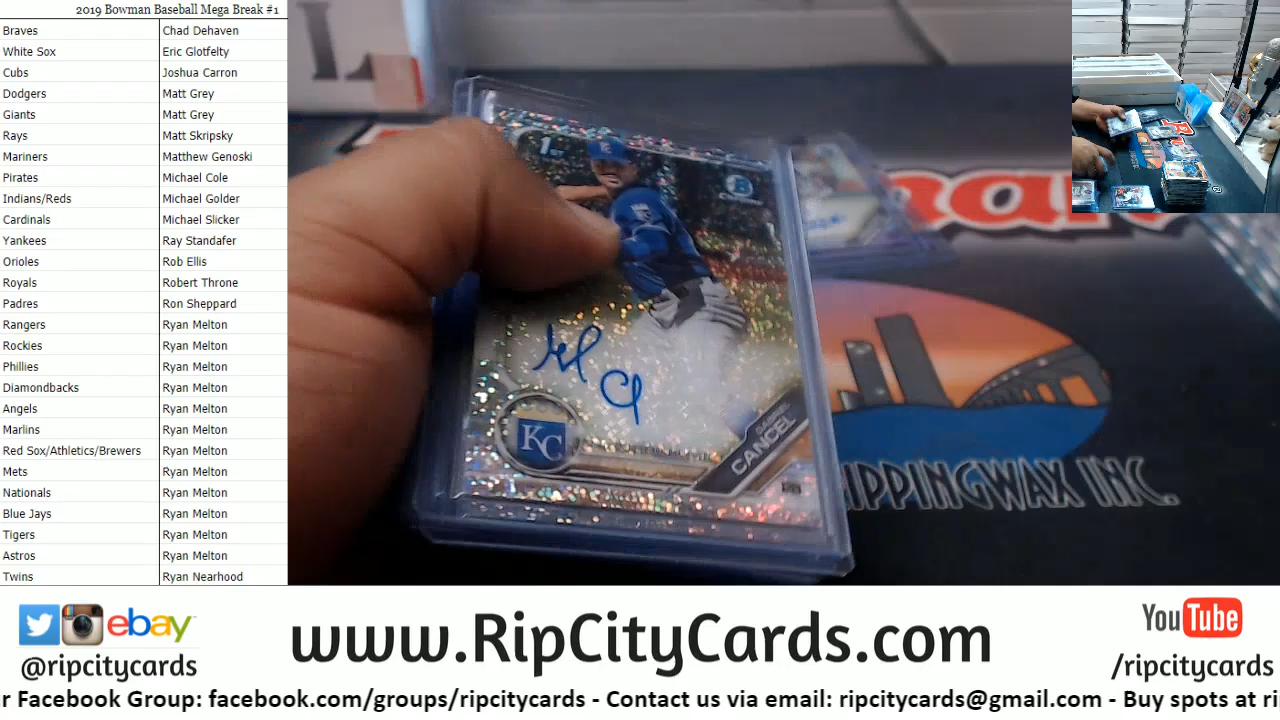 2019 Bowman Baseball Mega Break #1
Braves Chad Dehaven
White Sox Eric Glotfelty
Cubs Joshua Carron
Dodgers Matt Grey
Giants Matt Grey
Rays Matt Skripsky
Mariners Matthew Genoski
Pirates Michael Cole
Indians/Reds Michael Golder
Cardinals Michael Slicker
Yankees Ray Standafer
Orioles Rob Ellis
Royals Robert Throne
Padres Ron Sheppard
Rangers Ryan Melton
Rockies Ryan Melton
Phillies Ryan Melton
Diamondbacks Ryan Melton
Angels Ryan Melton
Marlins Ryan Melton
Red Sox/Athletics/Brewers Ryan Melton
Mets Ryan Melton
Nationals Ryan Melton
Blue Jays Ryan Melton
Tigers Ryan Melton
Astros Ryan Melton
Twins Ryan Nearhood
1ST
B
KC
GABRIEL
CANCEL
IPPINGWAX INC.
ebay
@ripcitycards
www.RipCityCards.com
YouTube
/ripcitycards
r Facebook Group: facebook.com/groups/ripcitycards - Contact us via email: ripcitycards@gmail.com - Buy spots at ri